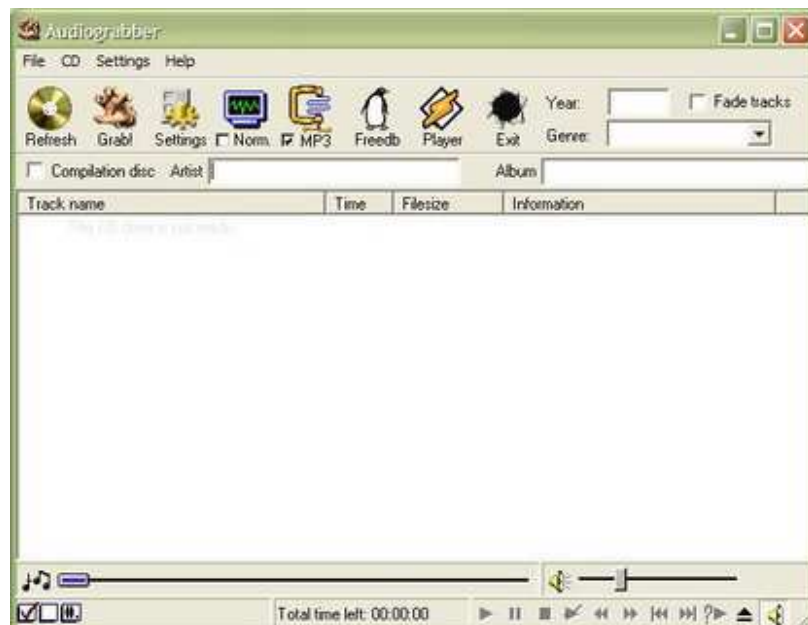 Audiograbber
File CD Settings Help
Refresh Grab! Settings Norm. MP3 Freedb Player Exit Year: Genre: Fade tracks
Compilation disc Artist Album
Track name Time Filesize Information
Total time left: 00:00:00